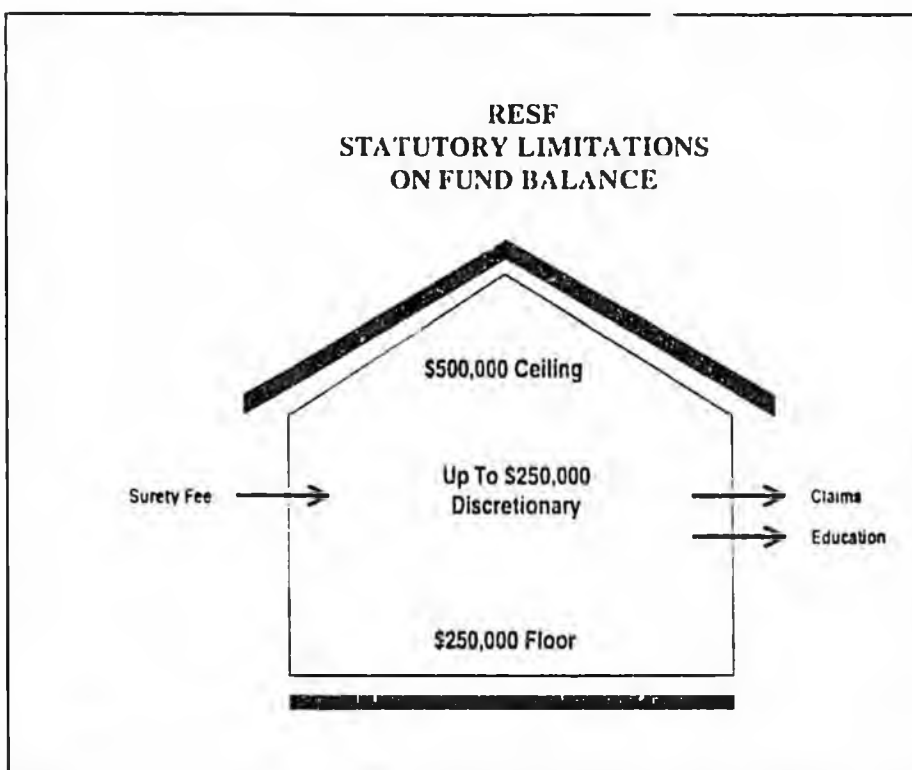 RESF
STATUTORY LIMITATIONS
ON FUND BALANCE
$500,000 Ceiling
Surety Fee
Up To $250,000
Discretionary
Claims
Education
$250,000 Floor